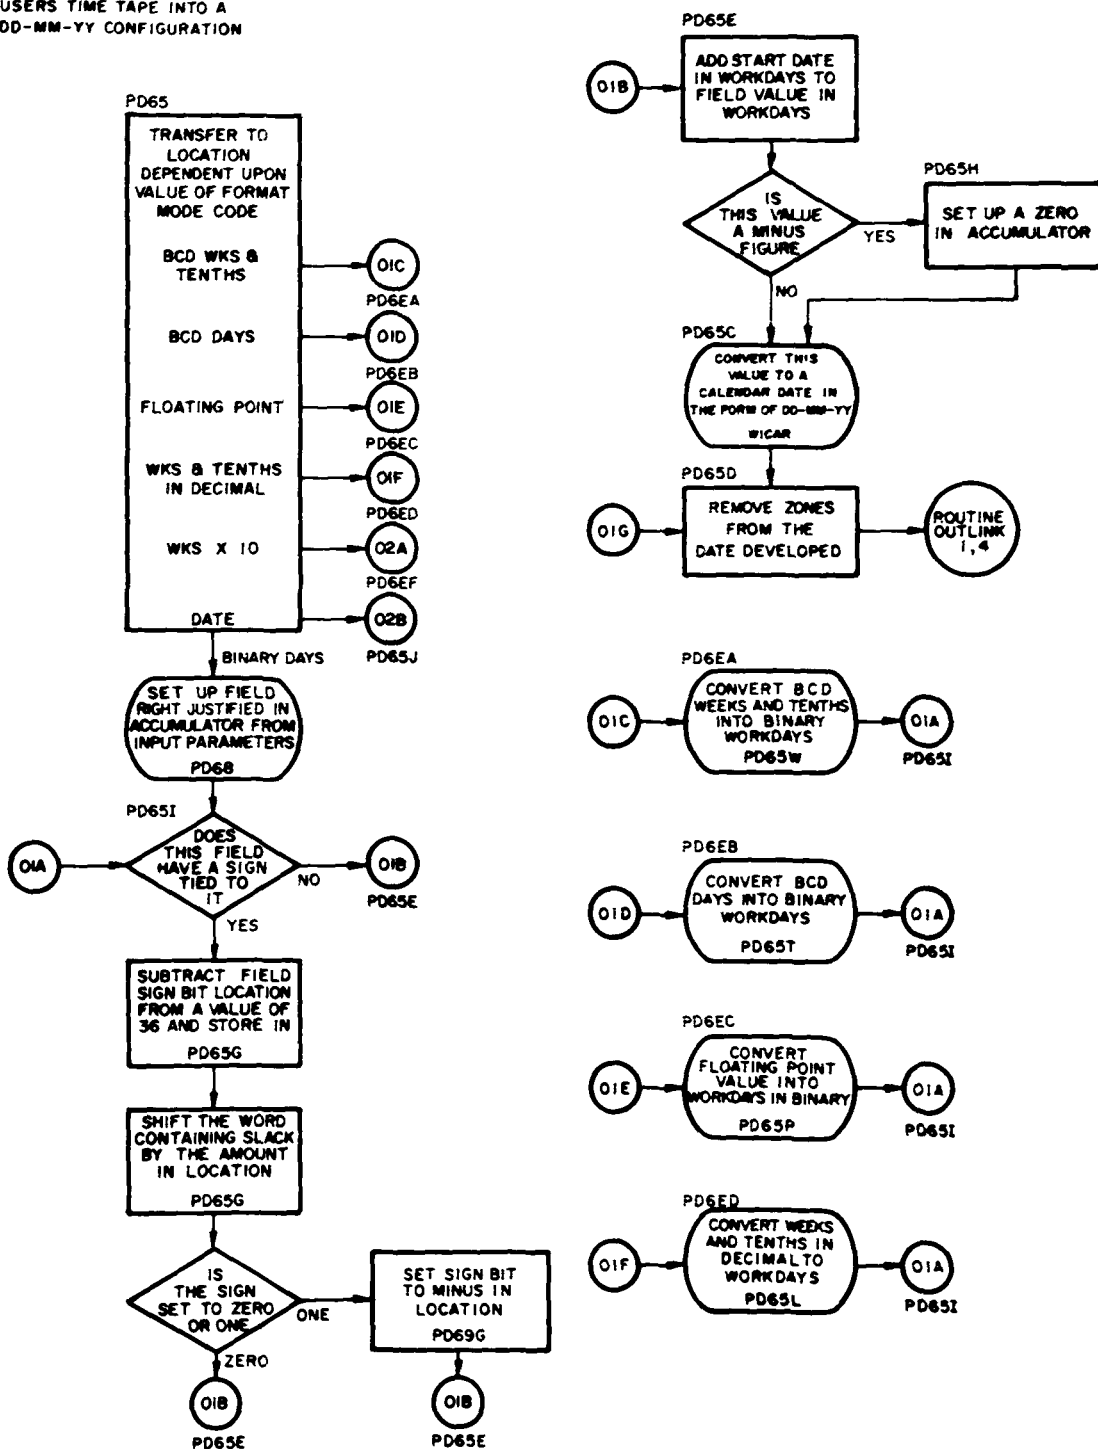 USERS TIME TAPE INTO A
DD-MM-YY CONFIGURATION
PD65
TRANSFER TO
LOCATION
DEPENDENT UPON
VALUE OF FORMAT
MODE CODE
BCD WKS &
TENTHS
01C
PD6EA
BCD DAYS
01D
PD6EB
FLOATING POINT
01E
PD6EC
WKS & TENTHS
IN DECIMAL
01F
PD6ED
WKS X 10
02A
PD6EF
DATE
02B
PD65J
BINARY DAYS
SET UP FIELD
RIGHT JUSTIFIED IN
ACCUMULATOR FROM
INPUT PARAMETERS
PD68
PD65I
01A
DOES
THIS FIELD
HAVE A SIGN
TIED TO
IT
NO
01B
PD65E
YES
SUBTRACT FIELD
SIGN BIT LOCATION
FROM A VALUE OF
36 AND STORE IN
PD65G
SHIFT THE WORD
CONTAINING SLACK
BY THE AMOUNT
IN LOCATION
PD65G
IS
THE SIGN
SET TO ZERO
OR ONE
ONE
SET SIGN BIT
TO MINUS IN
LOCATION
PD69G
ZERO
01B
PD65E
01B
PD65E
PD65E
01B
ADD START DATE
IN WORKDAYS TO
FIELD VALUE IN
WORKDAYS
IS
THIS VALUE
A MINUS
FIGURE
YES
PD65H
SET UP A ZERO
IN ACCUMULATOR
NO
PD65C
CONVERT THIS
VALUE TO A
CALENDAR DATE IN
THE FORM OF DD-MM-YY
WICAR
PD65D
01G
REMOVE ZONES
FROM THE
DATE DEVELOPED
ROUTINE
OUTLINK
1,4
PD6EA
01C
CONVERT BCD
WEEKS AND TENTHS
INTO BINARY
WORKDAYS
PD65W
01A
PD65I
PD6EB
01D
CONVERT BCD
DAYS INTO BINARY
WORKDAYS
PD65T
01A
PD65I
PD6EC
01E
CONVERT
FLOATING POINT
VALUE INTO
WORKDAYS IN BINARY
PD65P
01A
PD65I
PD6ED
01F
CONVERT WEEKS
AND TENTHS IN
DECIMAL TO
WORKDAYS
PD65L
01A
PD65I